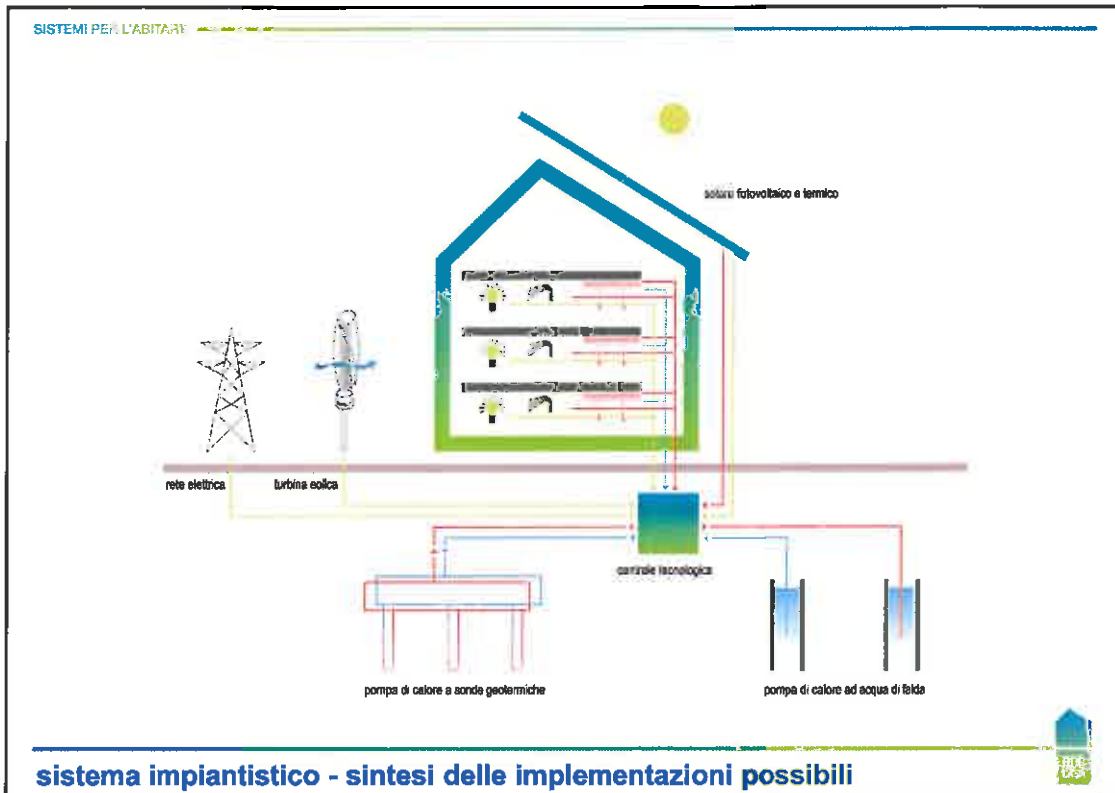 SISTEMI PER L'ABITARE
solare fotovoltaico e termico
rete elettrica
turbina eolica
centrale tecnologica
pompa di calore a sonde geotermiche
pompa di calore ad acqua di falda
CASA
sistema impiantistico - sintesi delle implementazioni possibili